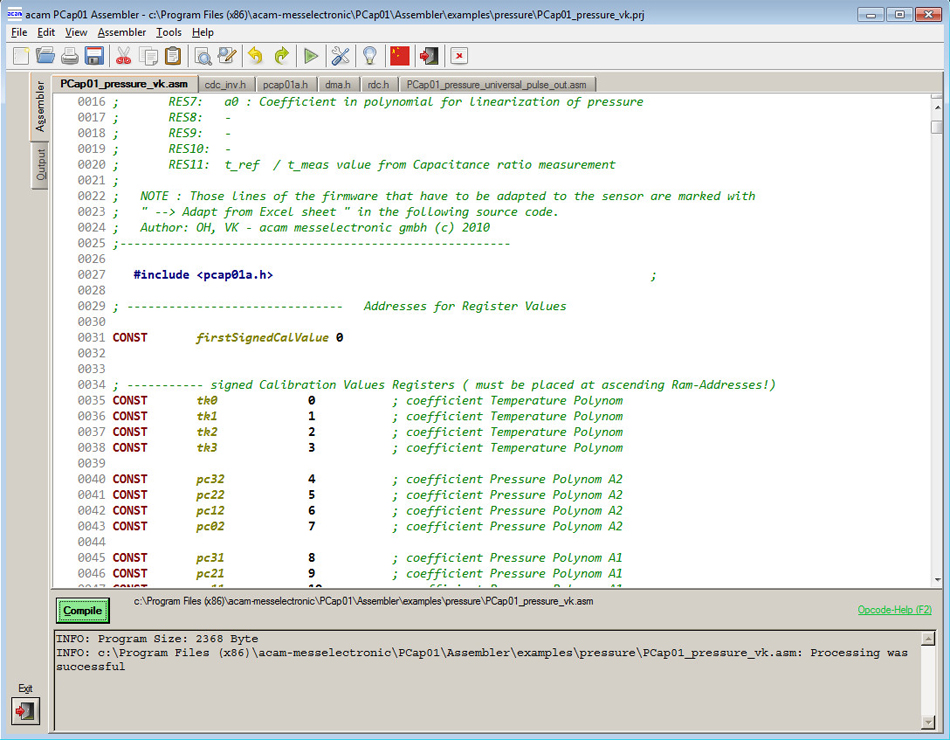 acam PCap01 Assembler - c:\Program Files (x86)\acam-messelectronic\PCap01\Assembler\examples\pressure\PCap01_pressure_vk.prj
File Edit View Assembler Tools Help
PCap01_pressure_vk.asm cdc_inv.h pcap01a.h dma.h rdc.h PCap01_pressure_universal_pulse_out.asm
Assembler
Output
0016 ; RES7: a0 : Coefficient in polynomial for linearization of pressure
0017 ; RES8: -
0018 ; RES9: -
0019 ; RES10: -
0020 ; RES11: t_ref / t_meas value from Capacitance ratio measurement
0021 ;
0022 ; NOTE : Those lines of the firmware that have to be adapted to the sensor are marked with
0023 ; " --> Adapt from Excel sheet " in the following source code.
0024 ; Author: OH, VK - acam messelectronic gmbh (c) 2010
0025 ;--------------------------------------------------------
0026
0027 #include <pcap01a.h> ;
0028
0029 ; ------------------------------- Addresses for Register Values
0030
0031 CONST firstSignedCalValue 0
0032
0033
0034 ; ----------- signed Calibration Values Registers ( must be placed at ascending Ram-Addresses!)
0035 CONST tk0 0 ; coefficient Temperature Polynom
0036 CONST tk1 1 ; coefficient Temperature Polynom
0037 CONST tk2 2 ; coefficient Temperature Polynom
0038 CONST tk3 3 ; coefficient Temperature Polynom
0039
0040 CONST pc32 4 ; coefficient Pressure Polynom A2
0041 CONST pc22 5 ; coefficient Pressure Polynom A2
0042 CONST pc12 6 ; coefficient Pressure Polynom A2
0043 CONST pc02 7 ; coefficient Pressure Polynom A2
0044
0045 CONST pc31 8 ; coefficient Pressure Polynom A1
0046 CONST pc21 9 ; coefficient Pressure Polynom A1
Compile c:\Program Files (x86)\acam-messelectronic\PCap01\Assembler\examples\pressure\PCap01_pressure_vk.asm
Opcode-Help (F2)
INFO: Program Size: 2368 Byte
INFO: c:\Program Files (x86)\acam-messelectronic\PCap01\Assembler\examples\pressure\PCap01_pressure_vk.asm: Processing was
successful
Exit